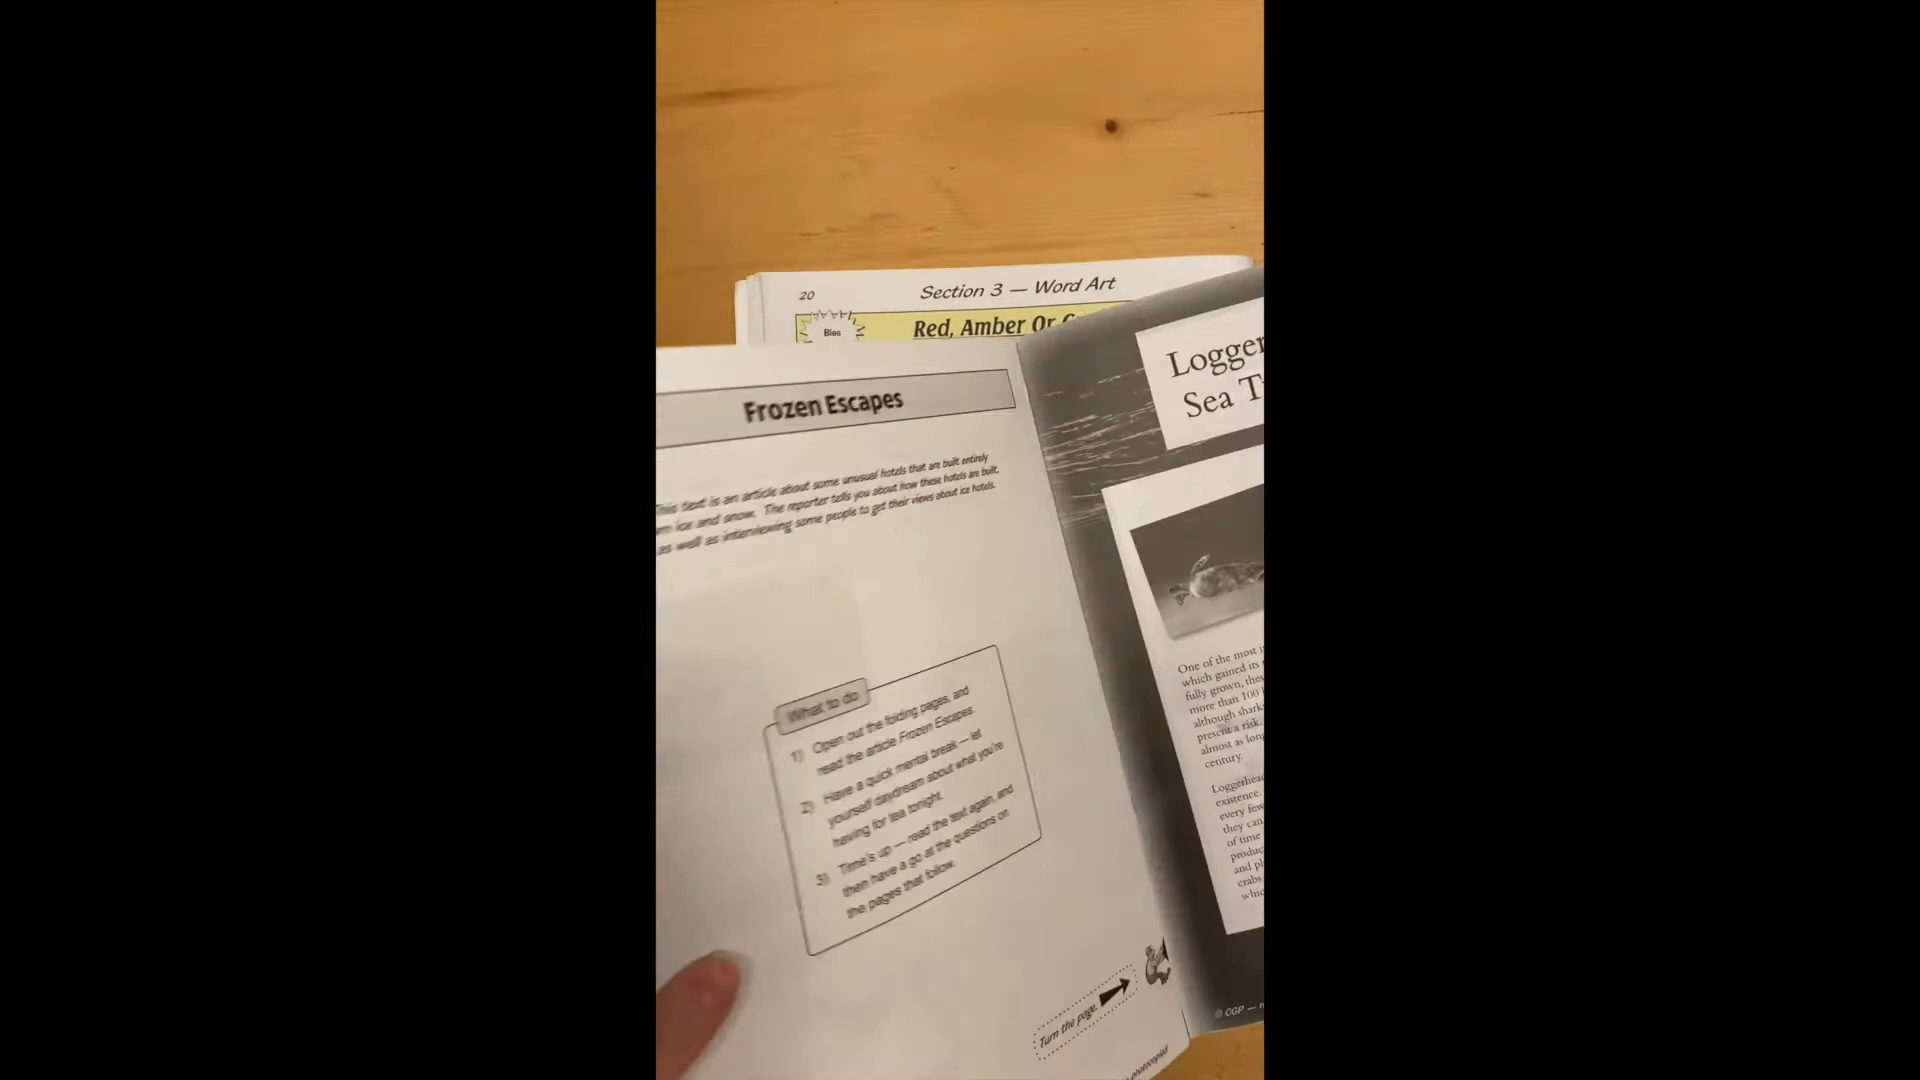 20
Section 3 — Word Art
Bias
Red, Amber Or
Frozen Escapes
This text is an article about some unusual hotels that are built entirely
ice and snow. The reporter tells you about how these hotels are built,
as well as interviewing some people to get their views about ice hotels.
What to do
1) Open out the folding pages, and
read the article Frozen Escapes.
2) Have a quick mental break — let
yourself daydream about what you're
having for tea tonight.
3) Time's up — read the text again, and
then have a go at the questions on
the pages that follow.
Turn the page.
photocopied
Logger
Sea T
One of the most i
which gained its
fully grown, thes
more than 100
although shark
present a risk.
almost as long
century.
Loggerhea
existence.
every few
they can
of time
produc
and pl
crabs
whic
© CGP —